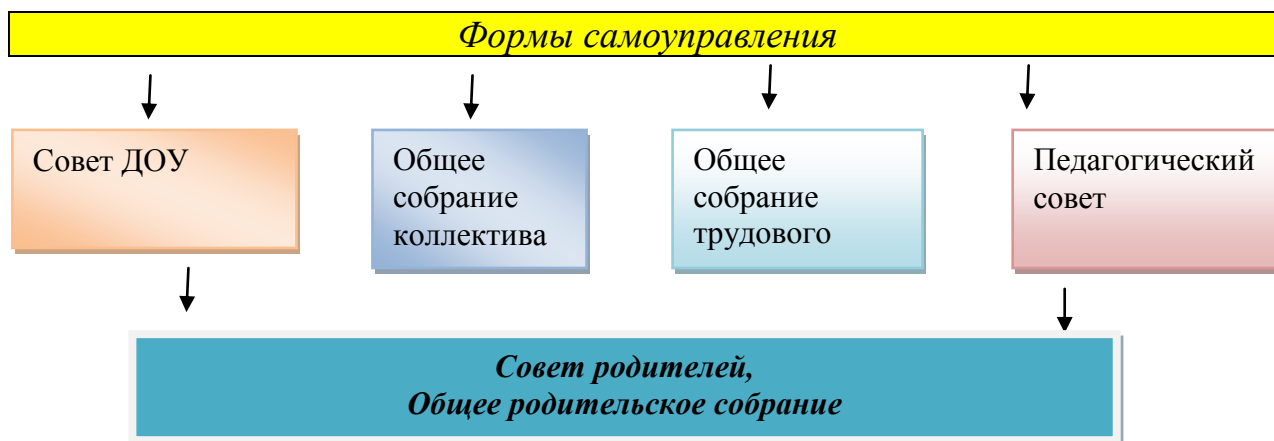 Формы самоуправления
Совет ДОУ
Общее
собрание
коллектива
Общее
собрание
трудового
Педагогический
совет
Совет родителей,
Общее родительское собрание